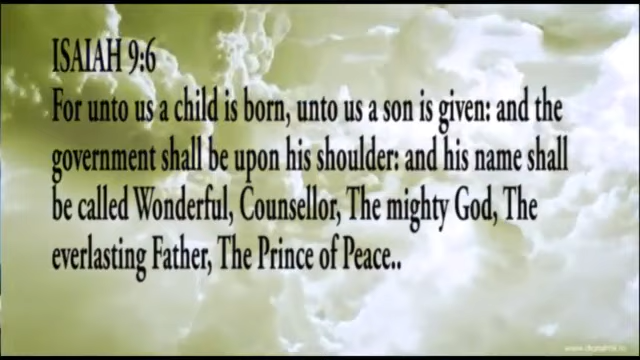 ISAIAH 9:6
For unto us a child is born, unto us a son is given: and the
government shall be upon his shoulder: and his name shall
be called Wonderful, Counsellor, The mighty God, The
everlasting Father, The Prince of Peace..